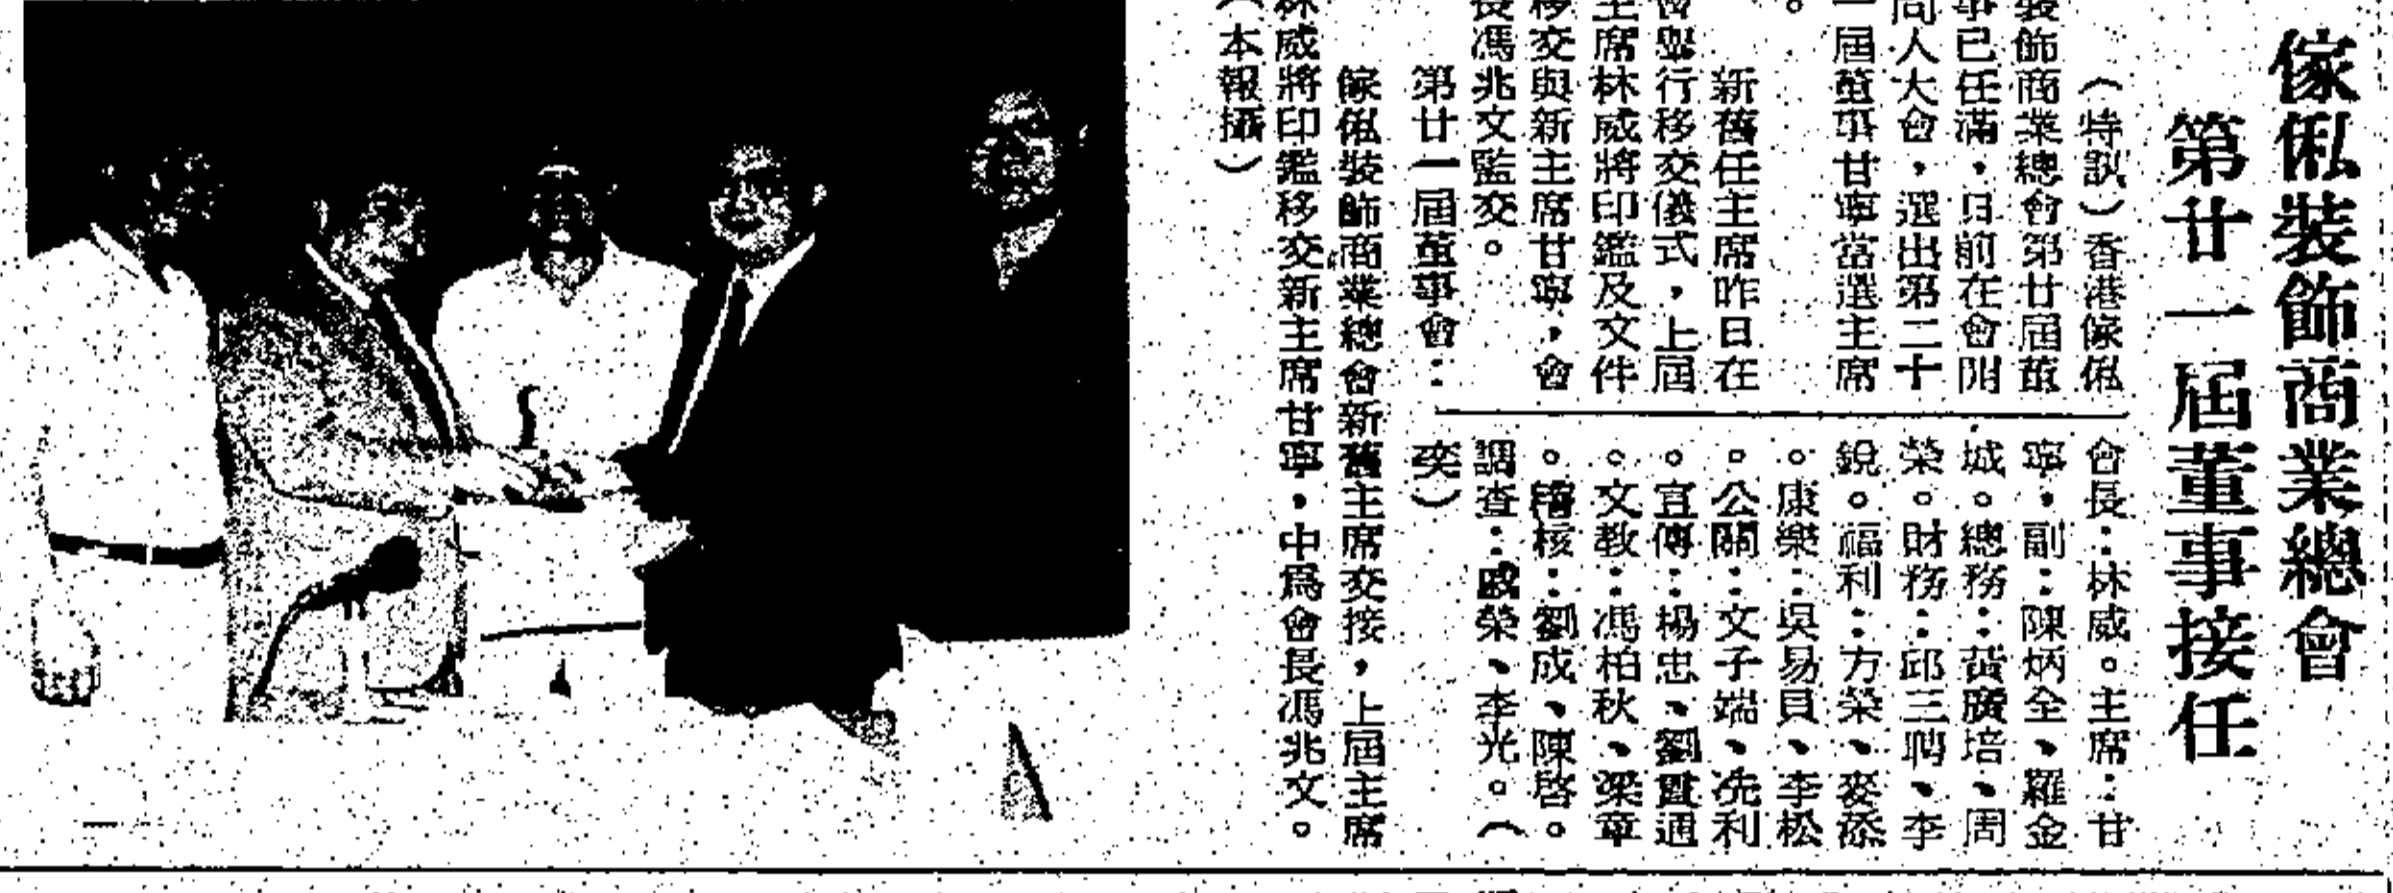 傢俬裝飾商業總會
第廿一屆董事接任
（特訊）香港傢俬
裝飾商業總會第廿屆董
事已任滿，日前在會開
同人大會，選出第二十
一屆董事甘寧當選主席
。
新舊任主席昨日在
會舉行移交儀式，上屆
主席林威將印鑑及文件
移交與新主席甘寧，會
長馮兆文監交。
第廿一屆董事會：
會長：林威。主席：甘
寧，副：陳炳全、羅金
城。總務：黃廣培、周
榮。財務：邱三聘、李
銳。福利：方榮、麥添
。康樂：吳易員、李松
。公關：文子端、冼利
。宣傳：楊忠、劉通
。文教：馮柏秋、梁章
。稽核：劉成、陳啓。
調查：戚榮、李光。（
奕）
傢俬裝飾商業總會新舊主席交接，上屆主席
林威將印鑑移交新主席甘寧，中爲會長馮兆文。
（本報攝）